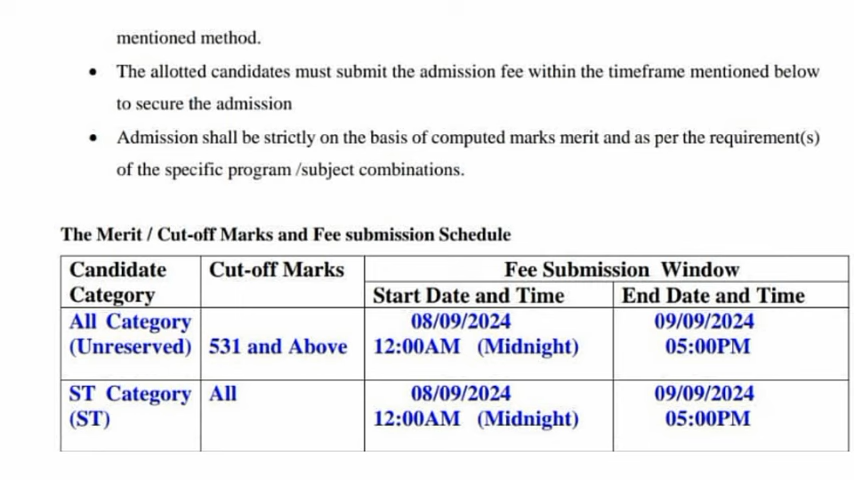 mentioned method.
• The allotted candidates must submit the admission fee within the timeframe mentioned below
to secure the admission
• Admission shall be strictly on the basis of computed marks merit and as per the requirement(s)
of the specific program /subject combinations.
The Merit / Cut-off Marks and Fee submission Schedule
Candidate Category Cut-off Marks Fee Submission Window
Start Date and Time End Date and Time
All Category (Unreserved) 531 and Above 08/09/2024 12:00AM (Midnight) 09/09/2024 05:00PM
ST Category (ST) All 08/09/2024 12:00AM (Midnight) 09/09/2024 05:00PM